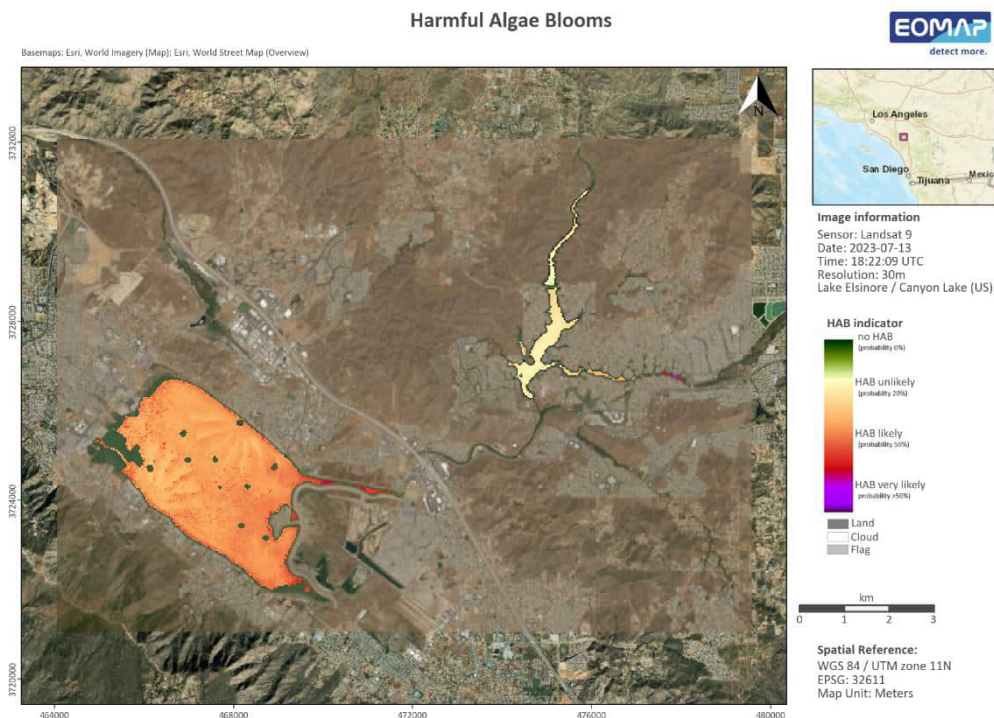 Harmful Algae Blooms
EOMAP
detect more.
Basemaps: Esri, World Imagery (Map); Esri, World Street Map (Overview)
3732000
3728000
3724000
3720000
464000
468000
472000
476000
480000
N
Los Angeles
San Diego
Tijuana
Mexic
Image information
Sensor: Landsat 9
Date: 2023-07-13
Time: 18:22:09 UTC
Resolution: 30m
Lake Elsinore / Canyon Lake (US)
HAB indicator
no HAB
(probability 0%)
HAB unlikely
(probabilty 20%)
HAB likely
(probability 50%)
HAB very likely
probability >50%)
Land
Cloud
Flag
km
0 1 2 3
Spatial Reference:
WGS 84 / UTM zone 11N
EPSG: 32611
Map Unit: Meters